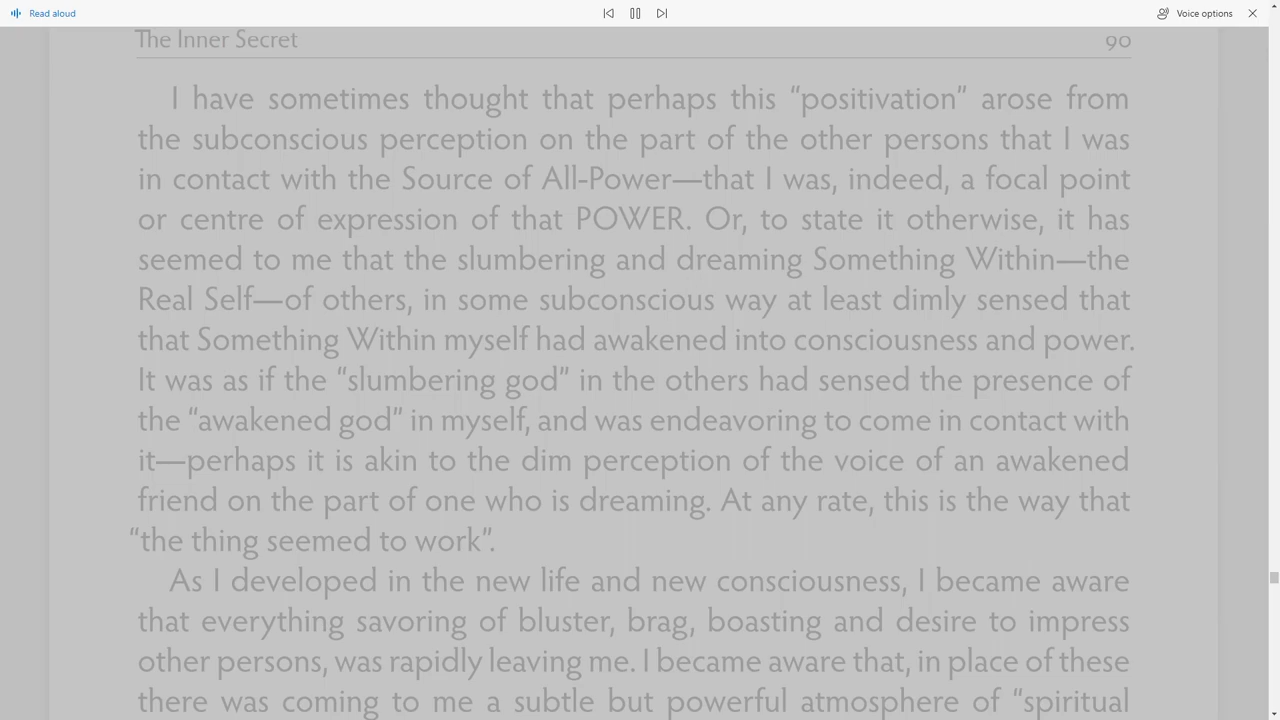 Read aloud
Voice options
The Inner Secret 90
I have sometimes thought that perhaps this “positivation” arose from
the subconscious perception on the part of the other persons that I was
in contact with the Source of All-Power—that I was, indeed, a focal point
or centre of expression of that POWER. Or, to state it otherwise, it has
seemed to me that the slumbering and dreaming Something Within—the
Real Self—of others, in some subconscious way at least dimly sensed that
that Something Within myself had awakened into consciousness and power.
It was as if the “slumbering god” in the others had sensed the presence of
the “awakened god” in myself, and was endeavoring to come in contact with
it—perhaps it is akin to the dim perception of the voice of an awakened
friend on the part of one who is dreaming. At any rate, this is the way that
“the thing seemed to work”.
As I developed in the new life and new consciousness, I became aware
that everything savoring of bluster, brag, boasting and desire to impress
other persons, was rapidly leaving me. I became aware that, in place of these
there was coming to me a subtle but powerful atmosphere of “spiritual